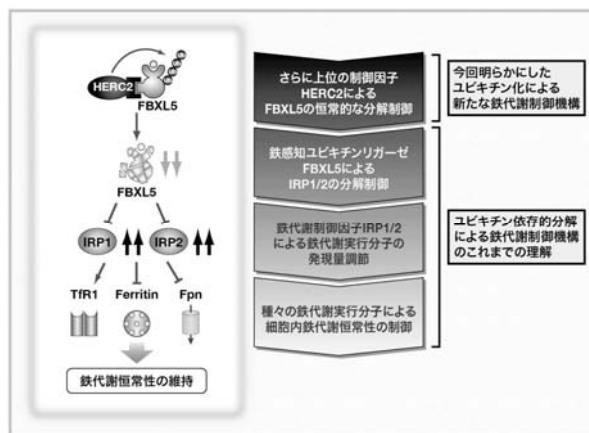 HERC2
FBXL5
FBXL5
IRP1
IRP2
TfR1 Ferritin Fpn
鉄代謝恒常性の維持
さらに上位の制御因子
HERC2による
FBXL5の恒常的な分解制御
鉄感知ユビキチンリガーゼ
FBXL5による
IRP1/2の分解制御
鉄代謝制御因子IRP1/2
による鉄代謝実行分子の
発現量調節
種々の鉄代謝実行分子による
細胞内鉄代謝恒常性の制御
今回明らかにした
ユビキチン化による
新たな鉄代謝制御機構
ユビキチン依存的分解
による鉄代謝制御機構
のこれまでの理解